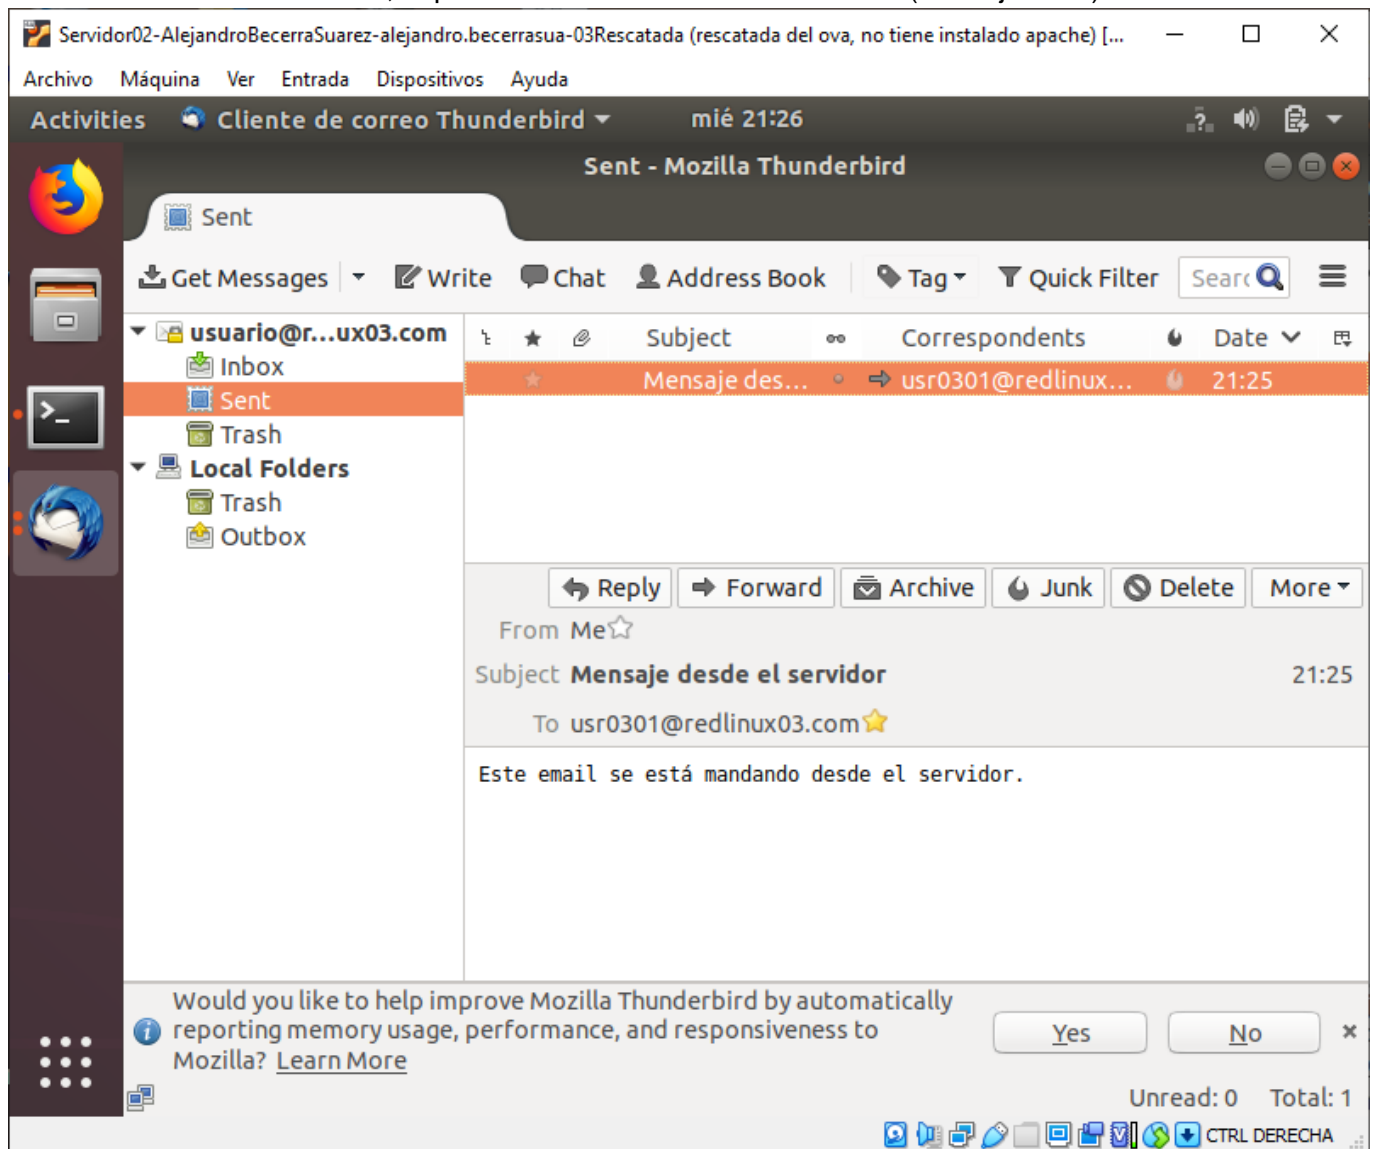 Servidor02-AlejandroBecerraSuarez-alejandro.becerrasua-03Rescatada (rescatada del ova, no tiene instalado apache) [...
Archivo Máquina Ver Entrada Dispositivos Ayuda
Activities Cliente de correo Thunderbird mié 21:26
Sent - Mozilla Thunderbird
Sent
Get Messages Write Chat Address Book Tag Quick Filter Searc
usuario@r...ux03.com
Subject Correspondents Date
Inbox
Mensaje des... usr0301@redlinux... 21:25
Sent
Trash
Local Folders
Trash
Outbox
Reply Forward Archive Junk Delete More
From Me
Subject Mensaje desde el servidor 21:25
To usr0301@redlinux03.com
Este email se está mandando desde el servidor.
Would you like to help improve Mozilla Thunderbird by automatically
reporting memory usage, performance, and responsiveness to
Mozilla? Learn More
Yes No
Unread: 0 Total: 1
CTRL DERECHA